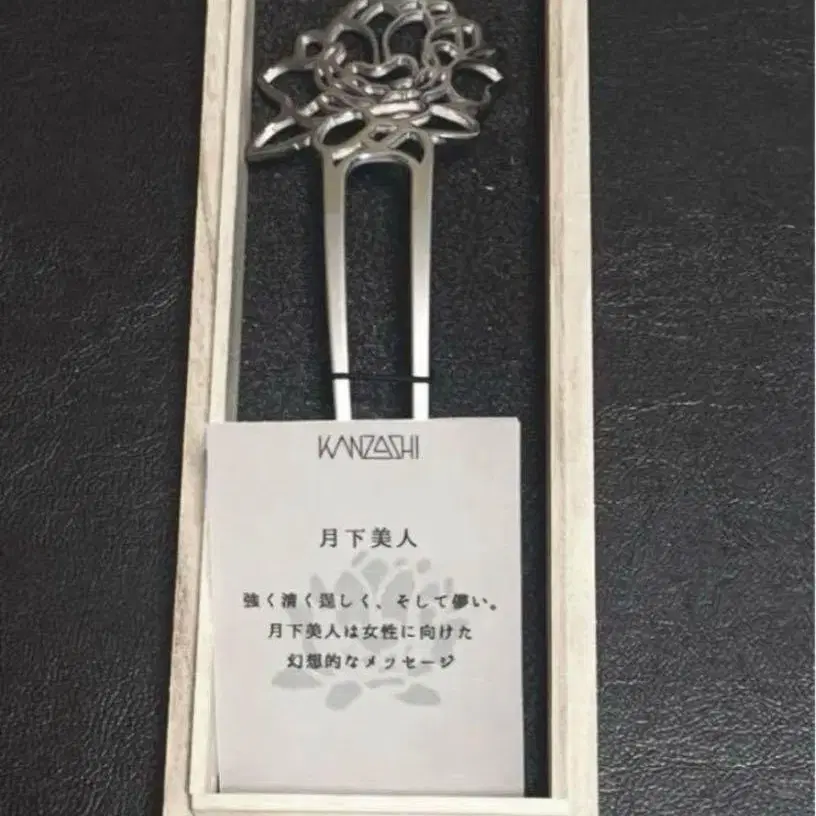 KANZASHI
月下美人
強く清く逞しく、そして儚い。
月下美人は女性に向けた
幻想的なメッセージ